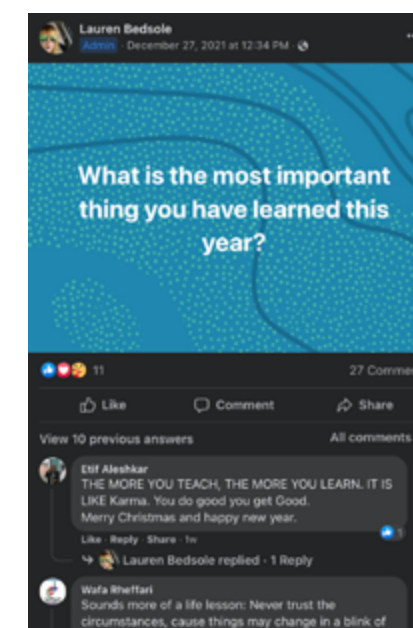 Lauren Bedsole
Admin · December 27, 2021 at 12:34 PM ·
What is the most important
thing you have learned this
year?
11
27 Comme
Like
Comment
Share
View 10 previous answers
All comments
Etif Aleshkar
THE MORE YOU TEACH, THE MORE YOU LEARN. IT IS
LIKE Karma. You do good you get Good.
Merry Christmas and happy new year.
Like · Reply · Share · 1w
1
Lauren Bedsole replied · 1 Reply
Wafa Rheffari
Sounds more of a life lesson: Never trust the
circumstances, cause things may change in a blink of